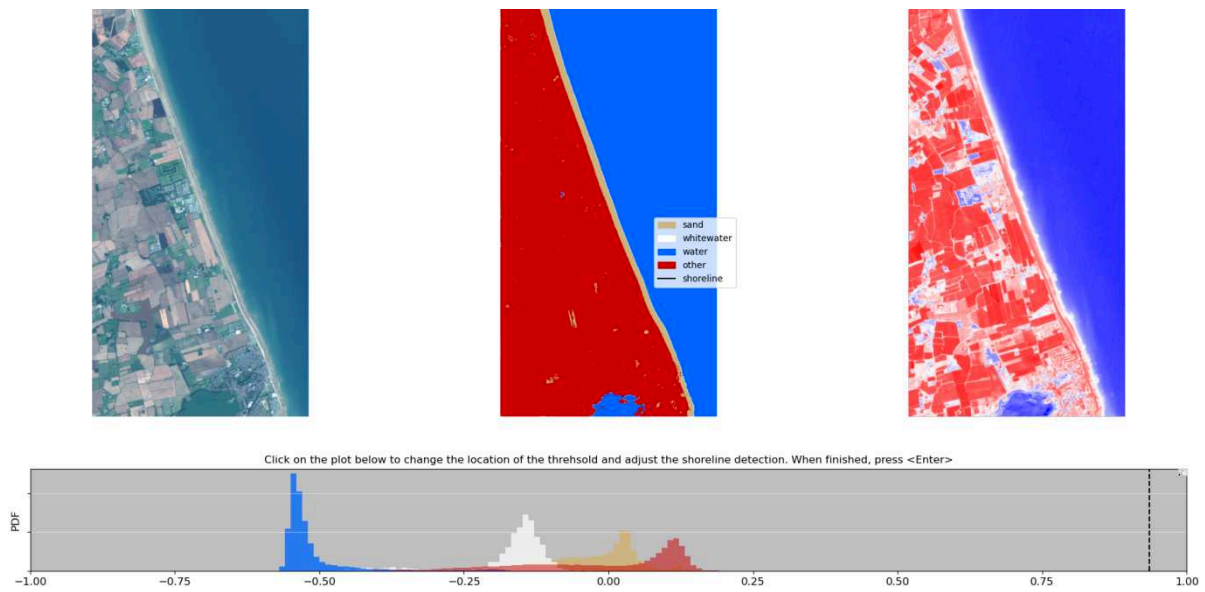 sand
whitewater
water
other
shoreline
Click on the plot below to change the location of the threhsold and adjust the shoreline detection. When finished, press <Enter>
PDF
−1.00 −0.75 −0.50 −0.25 0.00 0.25 0.50 0.75 1.00